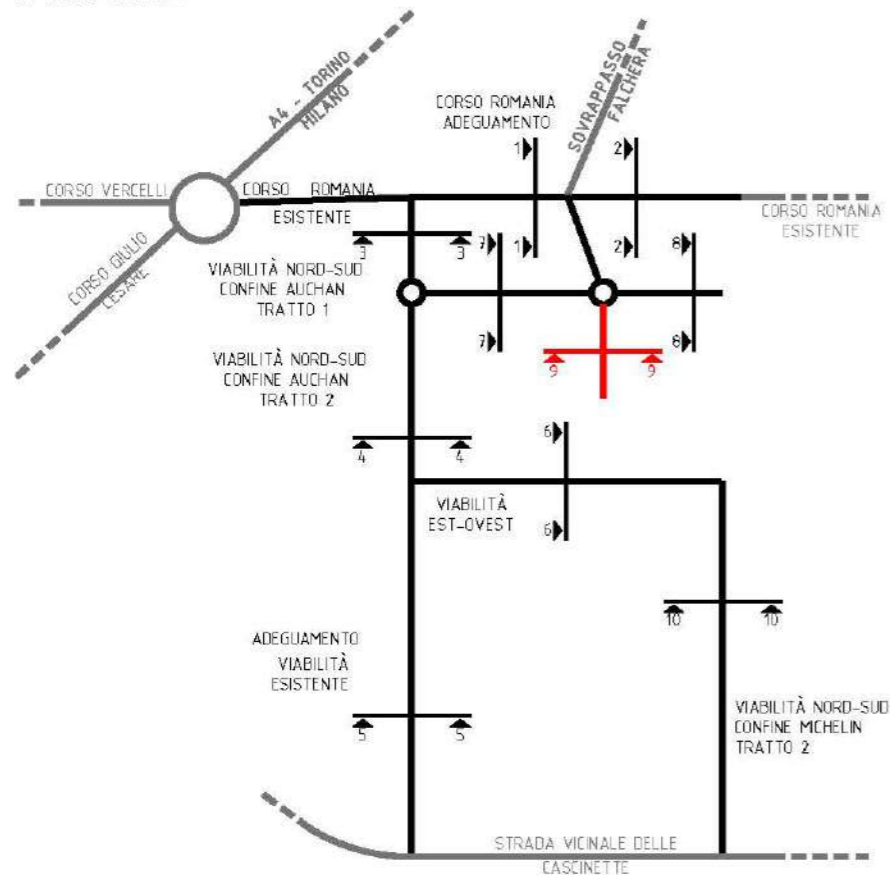 A4 - TORINO
MILANO
SOVRAPPASSO
FALCHERA
CORSO ROMANIA
ADEGUAMENTO
1
2
CORSO VERCELLI
CORSO ROMANIA
ESISTENTE
CORSO ROMANIA
ESISTENTE
CORSO GIULIO
CESARE
3
3
7
1
2
8
VIABILITÀ NORD-SUD
CONFINE AUCHAN
TRATTO 1
7
8
VIABILITÀ NORD-SUD
CONFINE AUCHAN
TRATTO 2
9
9
4
4
6
VIABILITÀ
EST-OVEST
6
10
10
ADEGUAMENTO
VIABILITÀ
ESISTENTE
5
5
VIABILITÀ NORD-SUD
CONFINE MICHELIN
TRATTO 2
STRADA VICINALE DELLE
CASCINETTE